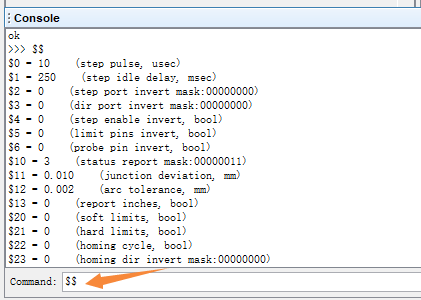 Console
ok
>>> $$
$0 = 10    (step pulse, usec)
$1 = 250    (step idle delay, msec)
$2 = 0    (step port invert mask:00000000)
$3 = 0    (dir port invert mask:00000000)
$4 = 0    (step enable invert, bool)
$5 = 0    (limit pins invert, bool)
$6 = 0    (probe pin invert, bool)
$10 = 3    (status report mask:00000011)
$11 = 0.010    (junction deviation, mm)
$12 = 0.002    (arc tolerance, mm)
$13 = 0    (report inches, bool)
$20 = 0    (soft limits, bool)
$21 = 0    (hard limits, bool)
$22 = 0    (homing cycle, bool)
$23 = 0    (homing dir invert mask:00000000)
Command: $$